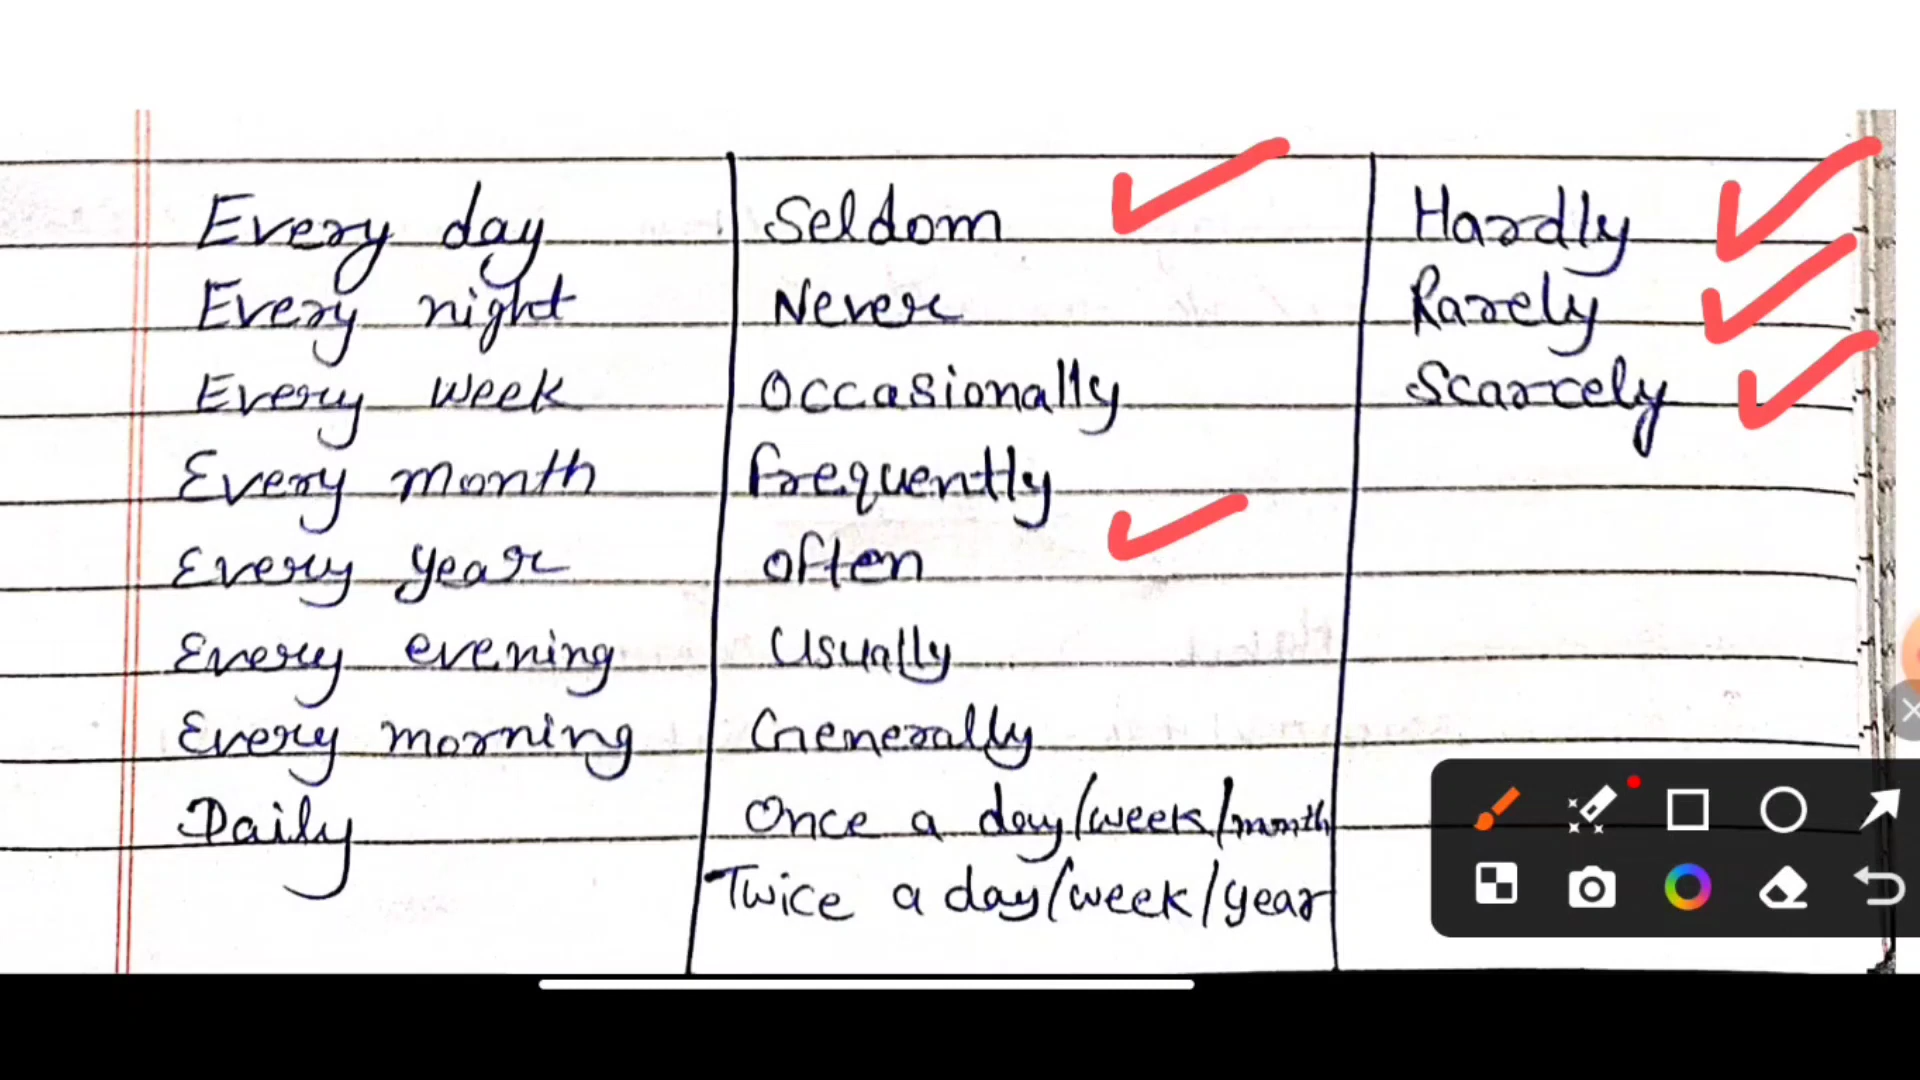 Every day Seldom Hardly
Every night Never Rarely
Every week Occasionally Scarcely
Every month frequently
Every year often
Every evening Usually
Every morning Generally
Daily Once a day/week/month
Twice a day/week/year